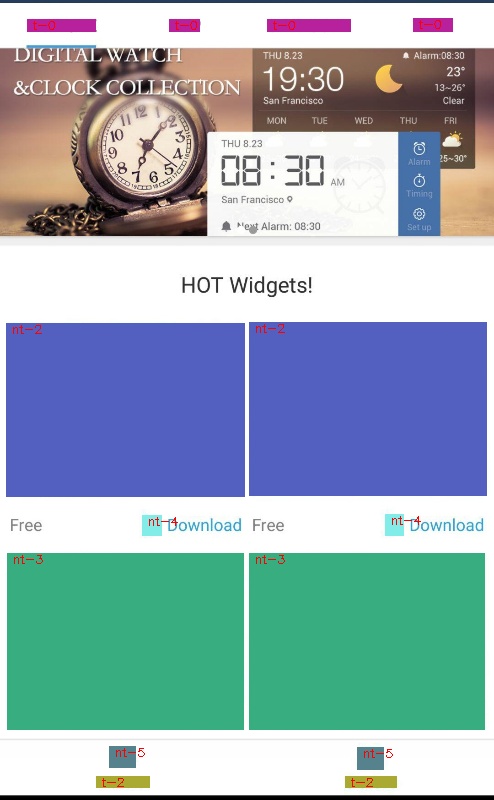 t-0 t-0 t-0 t-0
DIGITAL WATCH
&CLOCK COLLECTION
THU 8.23 Alarm:08:30
19:30 23°
13~26°
San Francisco Clear
MON TUE WED THU FRI
25~30°
THU 8.23
08:30 AM
San Francisco
Next Alarm: 08:30
Alarm
Timing
Set up
HOT Widgets!
nt-2 nt-2
Free nt-4 Download Free nt-4 Download
nt-3 nt-3
nt-5 nt-5
t-2 t-2